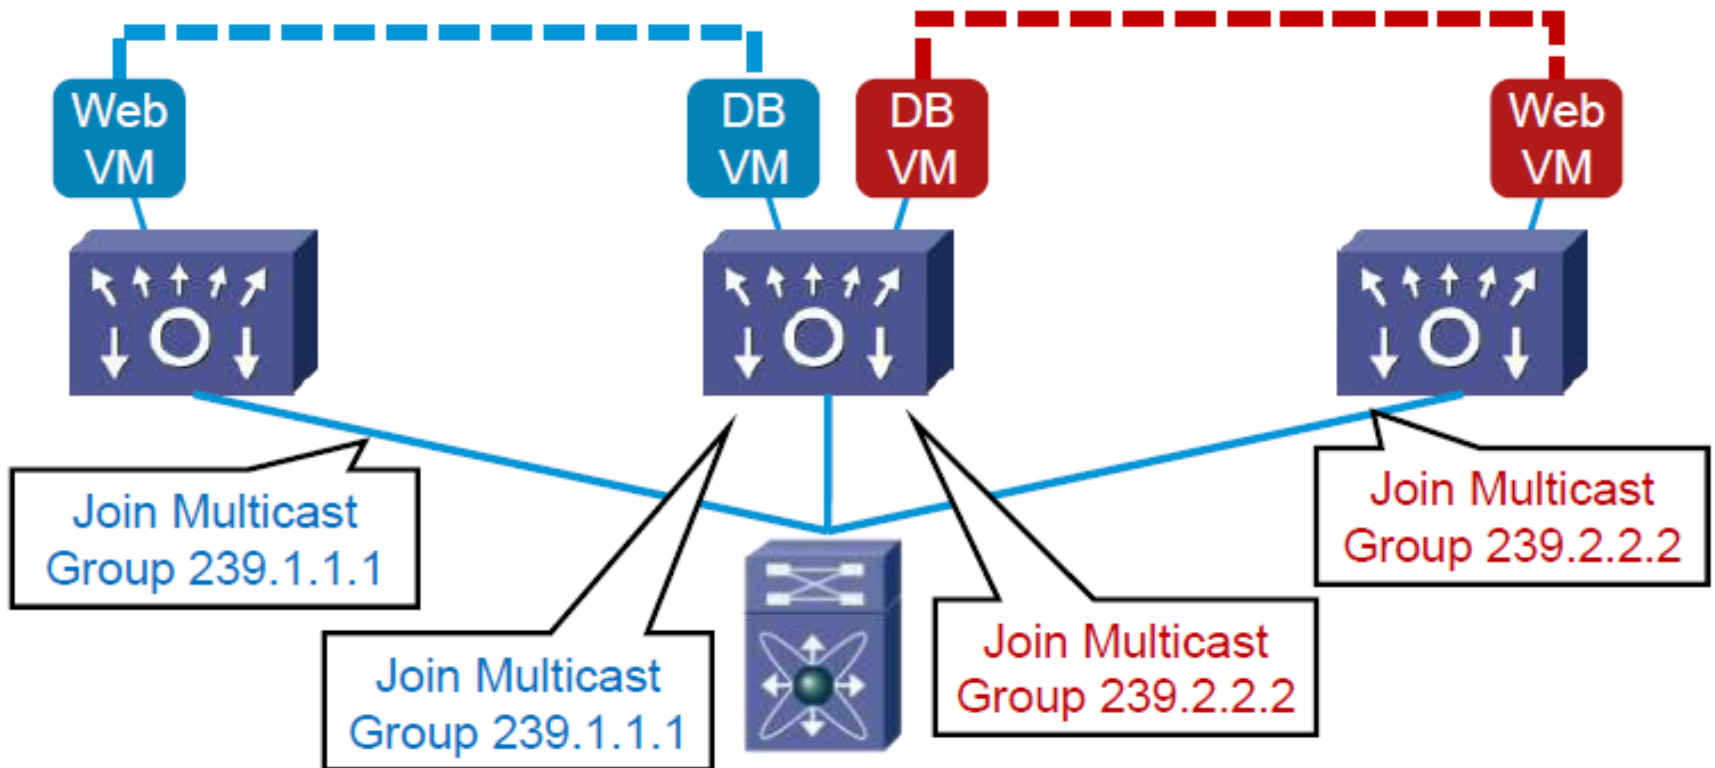 Web
VM
DB
VM
DB
VM
Web
VM
Join Multicast
Group 239.1.1.1
Join Multicast
Group 239.1.1.1
Join Multicast
Group 239.2.2.2
Join Multicast
Group 239.2.2.2